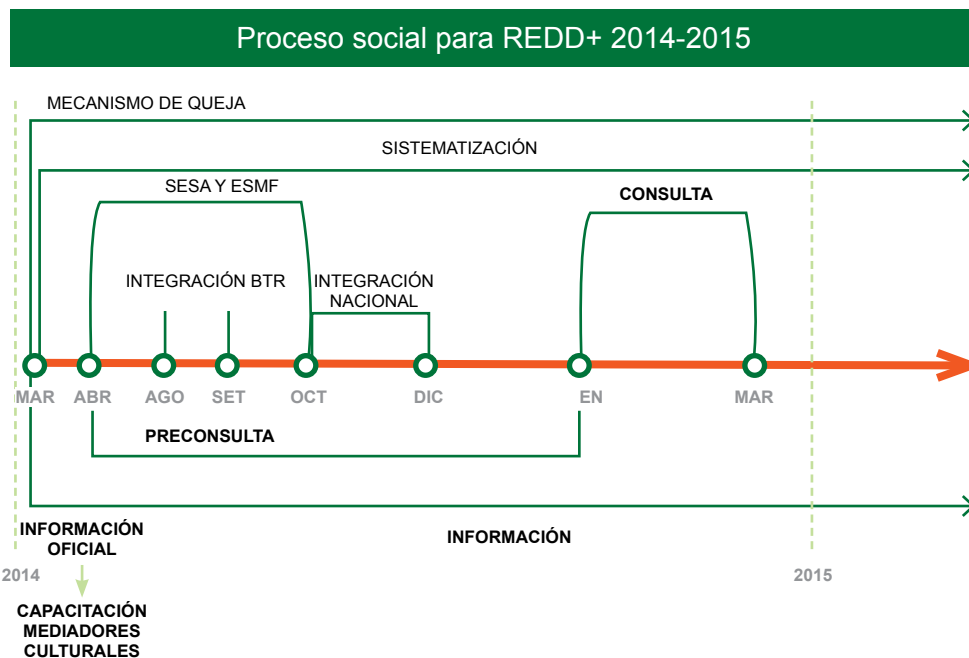 Proceso social para REDD+ 2014-2015
MECANISMO DE QUEJA
SISTEMATIZACIÓN
SESA Y ESMF
CONSULTA
INTEGRACIÓN BTR
INTEGRACIÓN
NACIONAL
MAR
ABR
AGO
SET
OCT
DIC
EN
MAR
PRECONSULTA
INFORMACIÓN
OFICIAL
INFORMACIÓN
2014
2015
CAPACITACIÓN
MEDIADORES
CULTURALES